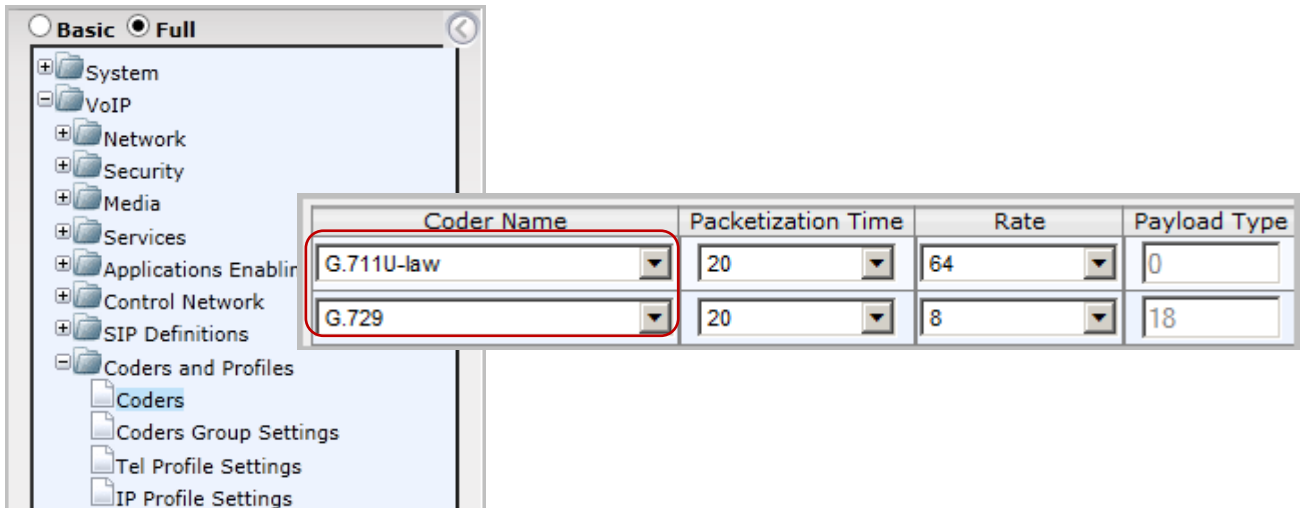 Basic Full
System
VoIP
Network
Security
Media
Services
Applications Enablin
Control Network
SIP Definitions
Coders and Profiles
Coders
Coders Group Settings
Tel Profile Settings
IP Profile Settings
Coder Name Packetization Time Rate Payload Type
G.711U-law 20 64 0
G.729 20 8 18